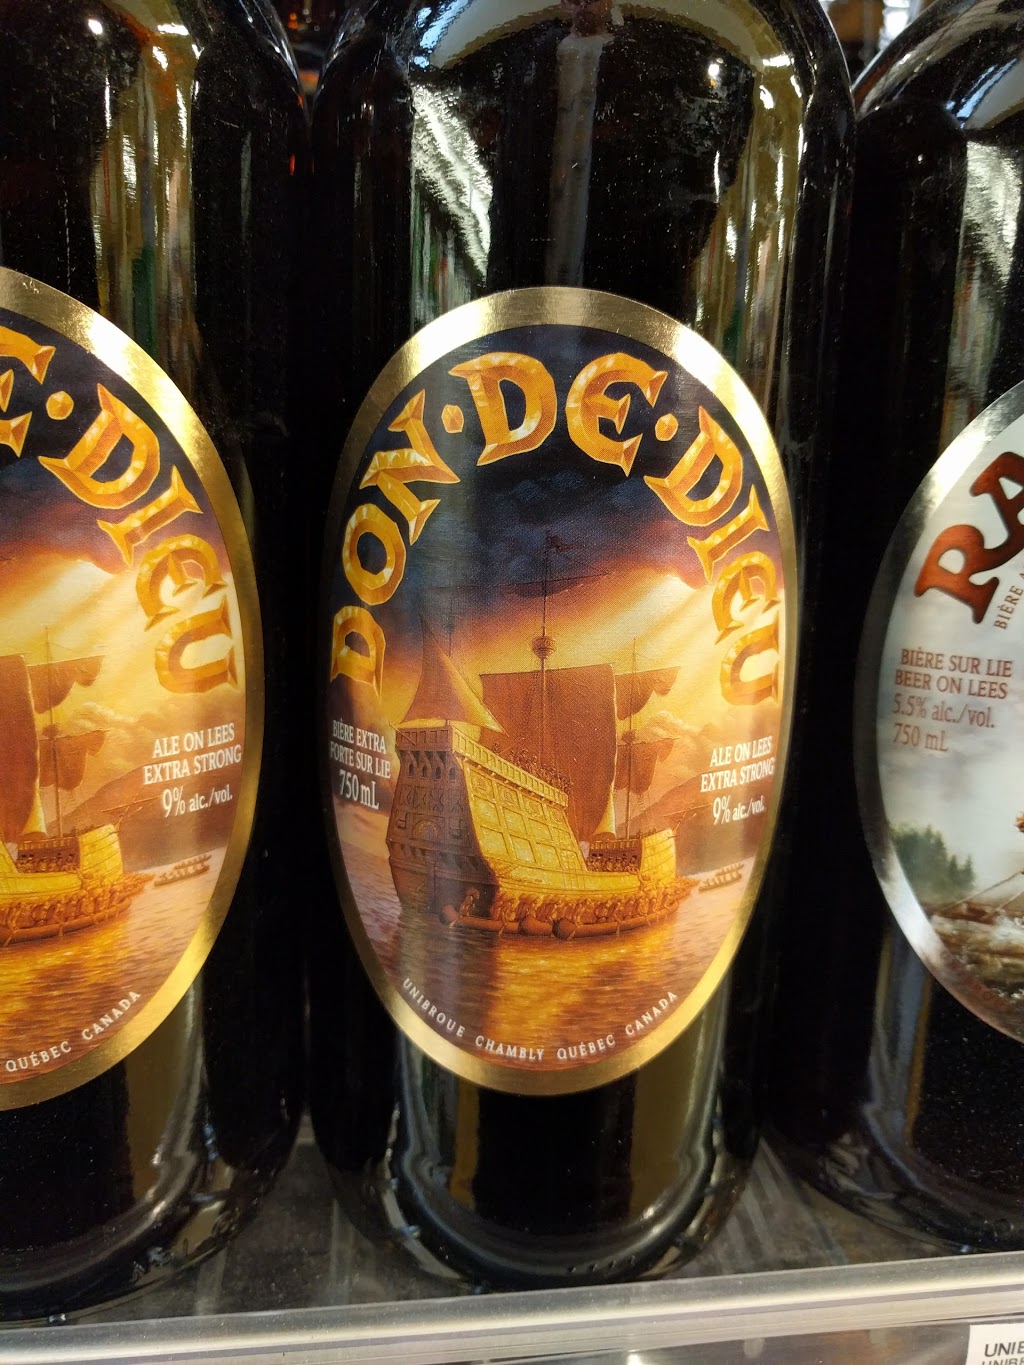 E·DIEU
ALE ON LEES
EXTRA STRONG
9% alc./vol.
QUÉBEC CANADA
DON·DE·DIEU
BIÈRE EXTRA
FORTE SUR LIE
750 mL
ALE ON LEES
EXTRA STRONG
9% alc./vol.
UNIBROUE CHAMBLY QUÉBEC CANADA
RA
BIÈRE
BIÈRE SUR LIE
BEER ON LEES
5.5% alc./vol.
750 mL
UNIB